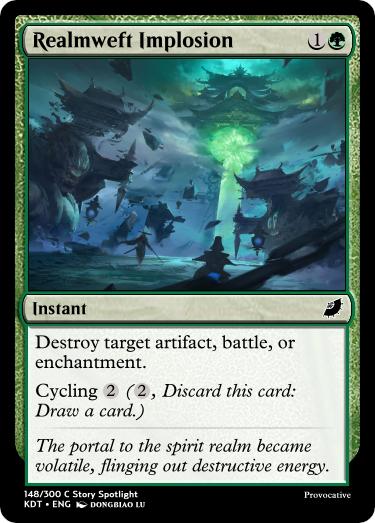 Realmweft Implosion 1
Instant
Destroy target artifact, battle, or
enchantment.
Cycling 2 (2, Discard this card:
Draw a card.)
The portal to the spirit realm became
volatile, flinging out destructive energy.
148/300 C Story Spotlight
KDT • ENG DONGBIAO LU
Provocative